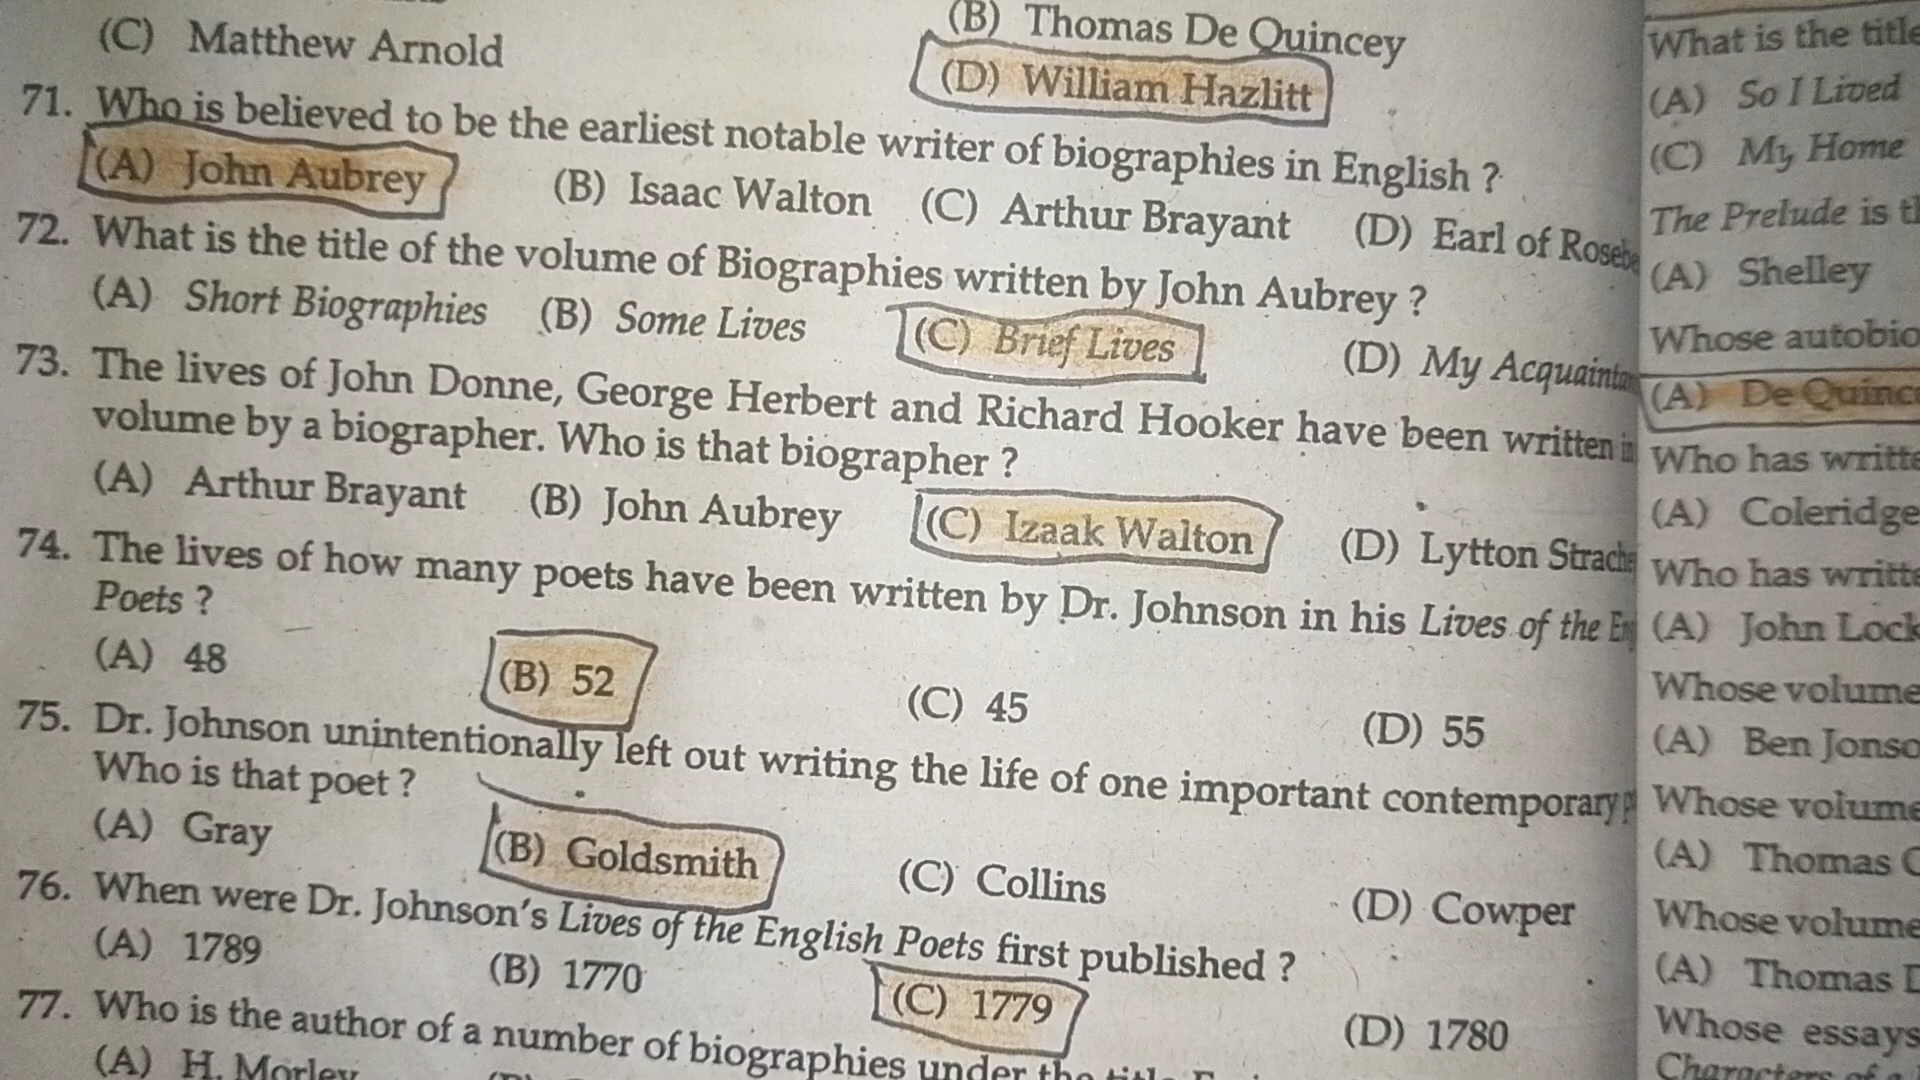 (B) Thomas De Quincey
(C) Matthew Arnold
(D) William Hazlitt
71. Who is believed to be the earliest notable writer of biographies in English ?
(A) John Aubrey (B) Isaac Walton (C) Arthur Brayant (D) Earl of
72. What is the title of the volume of Biographies written by John Aubrey ?
(A) Short Biographies (B) Some Lives (C) Brief Lives (D) My
73. The lives of John Donne, George Herbert and Richard Hooker have been written
volume by a biographer. Who is that biographer ?
(A) Arthur Brayant (B) John Aubrey (C) Izaak Walton (D) Lytton
74. The lives of how many poets have been written by Dr. Johnson in his Lives of the
Poets ?
(A) 48 (B) 52 (C) 45 (D) 55
75. Dr. Johnson unintentionally left out writing the life of one important contemporary
Who is that poet ?
(A) Gray (B) Goldsmith (C) Collins (D) Cowper
76. When were Dr. Johnson's Lives of the English Poets first published ?
(A) 1789 (B) 1770 (C) 1779 (D) 1780
77. Who is the author of a number of biographies under the
(A) H. Morley
What is the title
(A) So I Lived
(C) My Home
The Prelude is
(A) Shelley
Whose
(A) De
Who has
(A) Coleridge
Who has
(A) John
Whose volume
(A) Ben
Whose volume
(A) Thomas
Whose volume
(A) Thomas
Whose essays